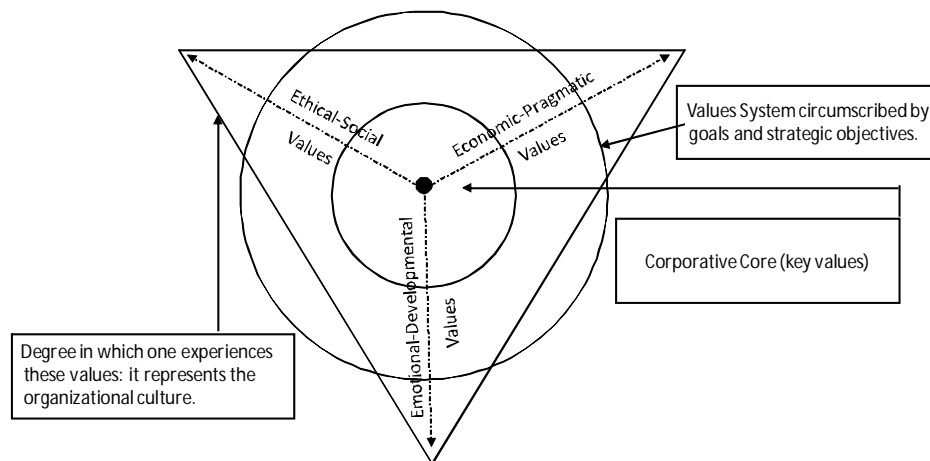 Ethical-Social
Values
Economic-Pragmatic
Values
Values System circumscribed by
goals and strategic objectives.
Corporative Core (key values)
Emotional-Developmental
Values
Degree in which one experiences
these values: it represents the
organizational culture.